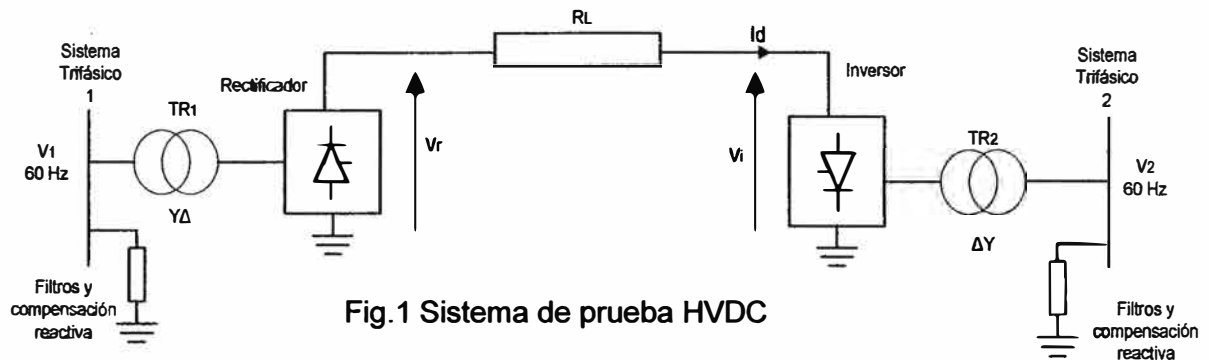 Sistema
Trifásico
1
V1
60 Hz
TR1
YΔ
Filtros y
compensación
reactiva
Rectificador
Vr
RL
Id
Vi
Inversor
TR2
ΔY
Sistema
Trifásico
2
V2
60 Hz
Filtros y
compensación
reactiva
Fig.1 Sistema de prueba HVDC